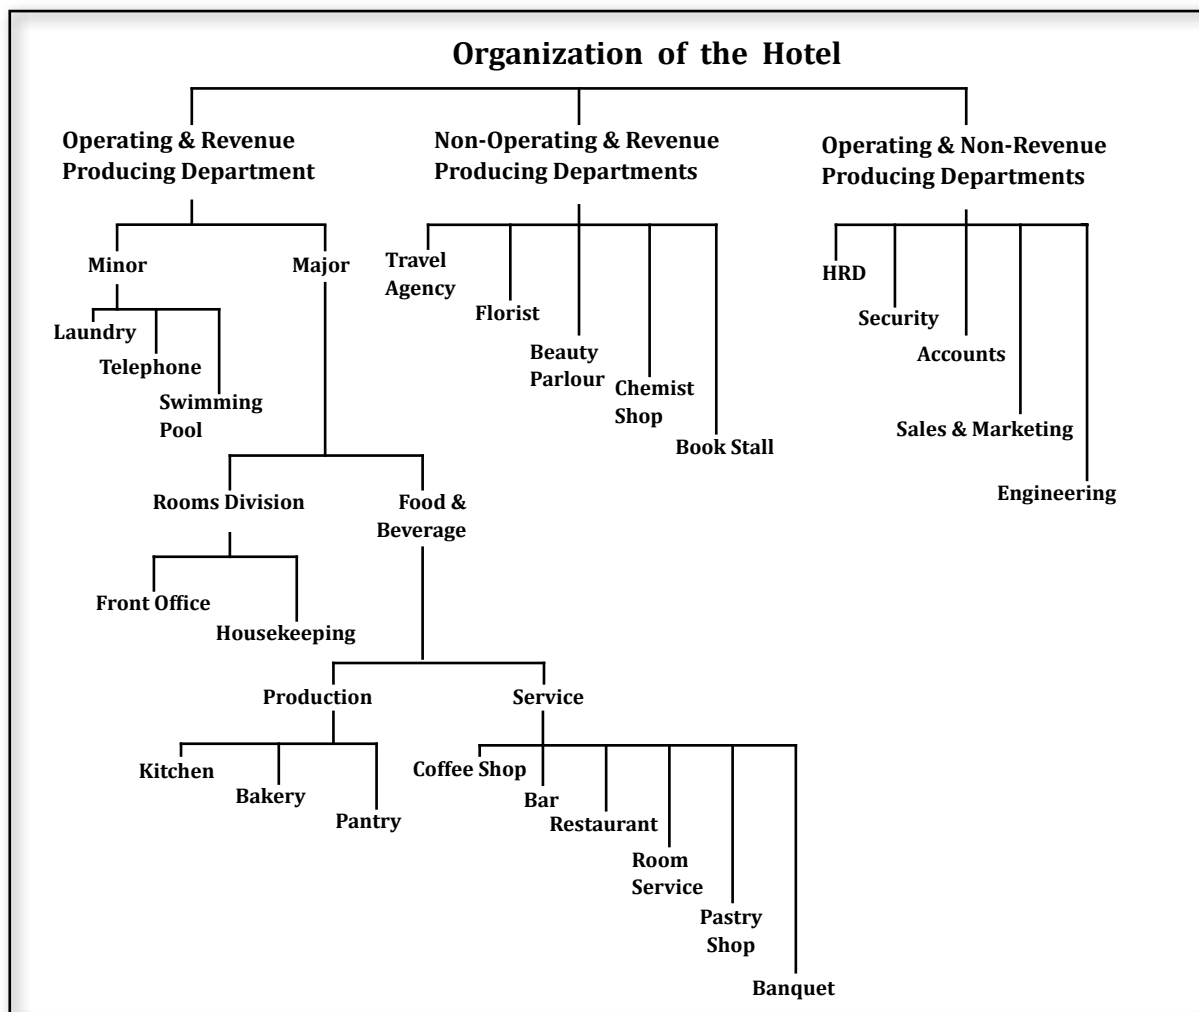 Organization of the Hotel
Operating & Revenue
Producing Department
Non-Operating & Revenue
Producing Departments
Operating & Non-Revenue
Producing Departments
Minor
Major
Laundry
Telephone
Swimming
Pool
Travel
Agency
Florist
Beauty
Parlour
Chemist
Shop
Book Stall
HRD
Security
Accounts
Sales & Marketing
Engineering
Rooms Division
Food &
Beverage
Front Office
Housekeeping
Production
Service
Kitchen
Bakery
Pantry
Coffee Shop
Bar
Restaurant
Room
Service
Pastry
Shop
Banquet